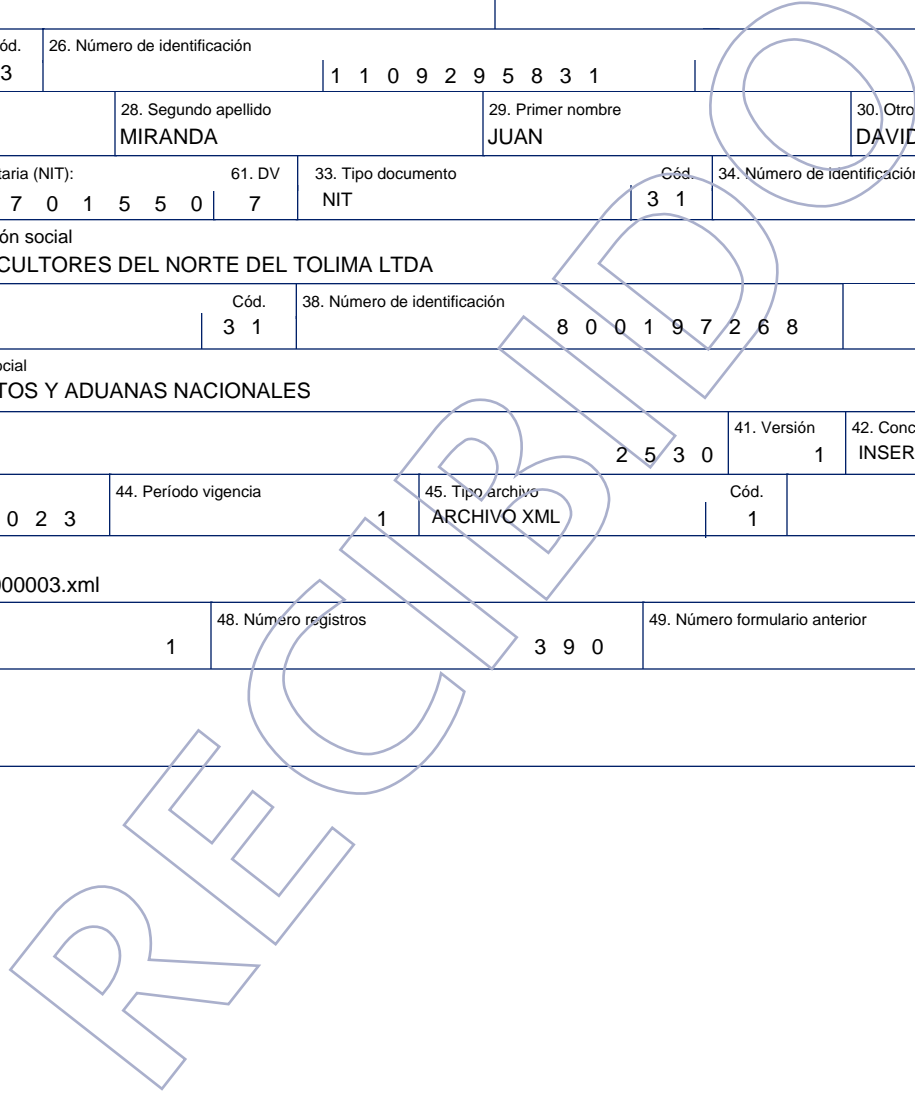 ód. 26. Número de identificación
3 1 1 0 9 2 9 5 8 3 1
28. Segundo apellido 29. Primer nombre 30. Otro
MIRANDA JUAN DAVID
taria (NIT): 61. DV 33. Tipo documento Cód. 34. Número de identificación
7 0 1 5 5 0 7 NIT 3 1
ón social
CULTORES DEL NORTE DEL TOLIMA LTDA
Cód. 38. Número de identificación
3 1 8 0 0 1 9 7 2 6 8
ocial
TOS Y ADUANAS NACIONALES
41. Versión 42. Conc
2 5 3 0 1 INSER
44. Período vigencia 45. Tipo archivo Cód.
0 2 3 1 ARCHIVO XML 1
000003.xml
48. Número registros 49. Número formulario anterior
1 3 9 0
RECIBIDO